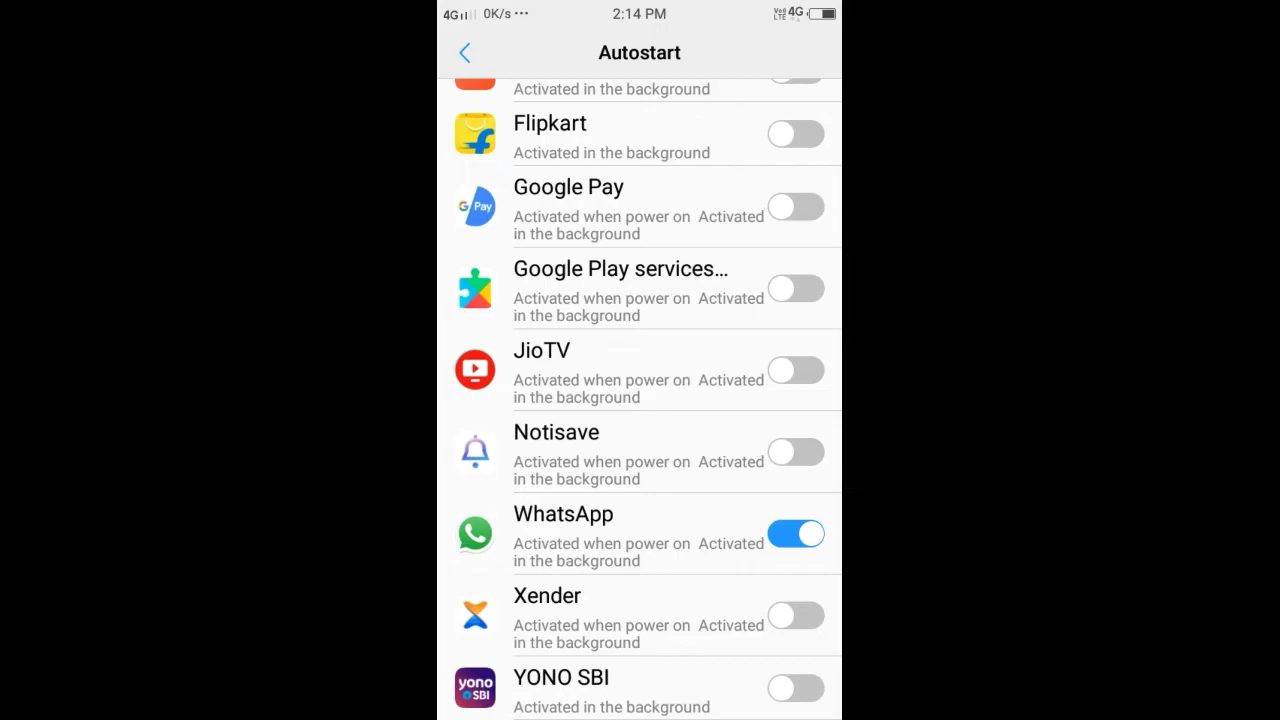 4G 0K/s ··· 2:14 PM VoLTE 4G
Autostart
Activated in the background
Flipkart
Activated in the background
G Pay
Google Pay
Activated when power on Activated
in the background
Google Play services...
Activated when power on Activated
in the background
JioTV
Activated when power on Activated
in the background
Notisave
Activated when power on Activated
in the background
WhatsApp
Activated when power on Activated
in the background
Xender
Activated when power on Activated
in the background
yono
SBI
YONO SBI
Activated in the background